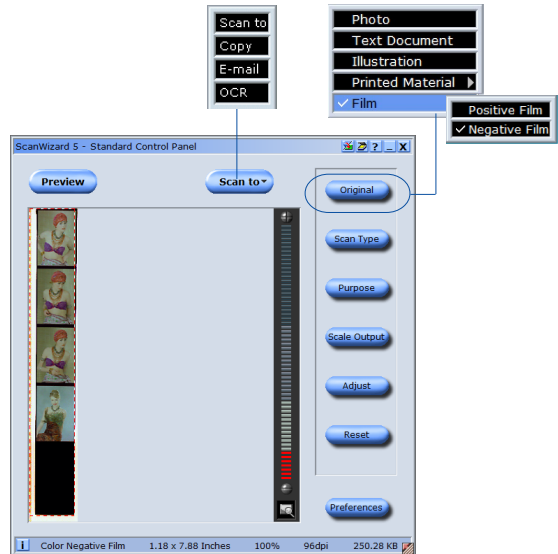 Scan to
Copy
E-mail
OCR
Photo
Text Document
Illustration
Printed Material
Film
Positive Film
Negative Film
ScanWizard 5 - Standard Control Panel
Preview
Scan to
Original
Scan Type
Purpose
Scale Output
Adjust
Reset
Preferences
Color Negative Film 1.18 x 7.88 Inches 100% 96dpi 250.28 KB